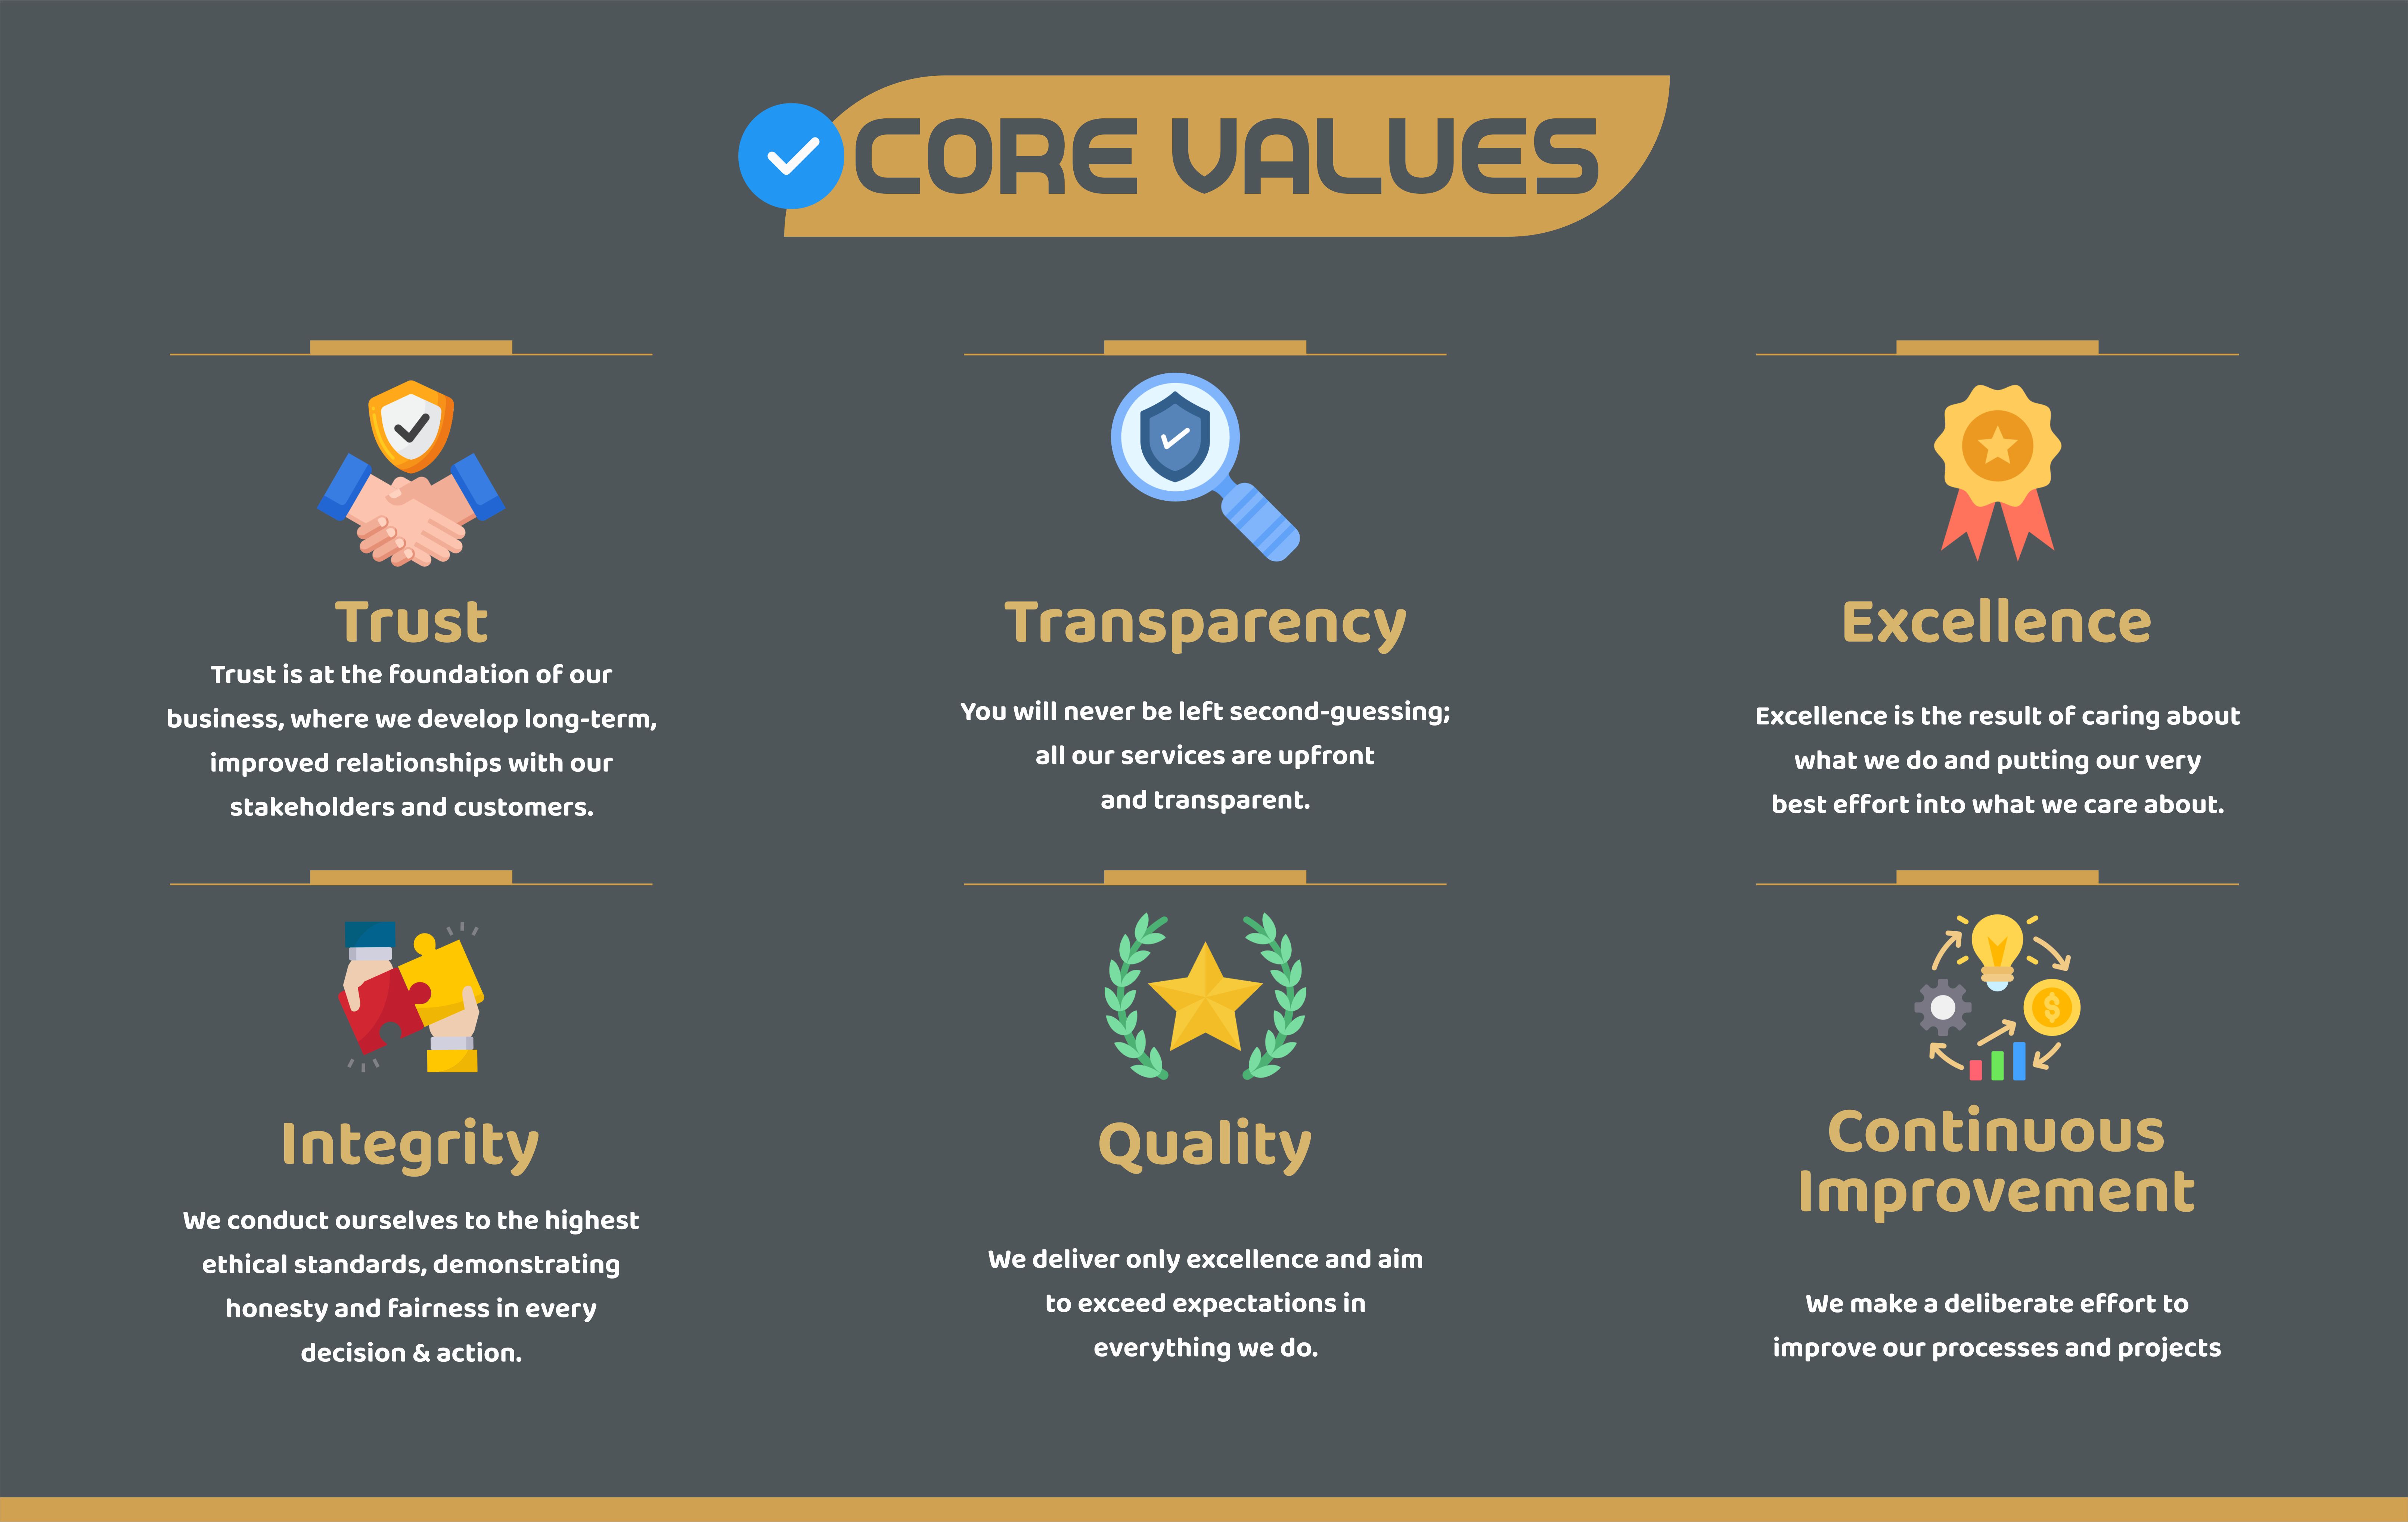 CORE VALUES
Trust
Trust is at the foundation of our
business, where we develop long-term,
improved relationships with our
stakeholders and customers.
Transparency
You will never be left second-guessing;
all our services are upfront
and transparent.
Excellence
Excellence is the result of caring about
what we do and putting our very
best effort into what we care about.
Integrity
We conduct ourselves to the highest
ethical standards, demonstrating
honesty and fairness in every
decision & action.
Quality
We deliver only excellence and aim
to exceed expectations in
everything we do.
$
Continuous
Improvement
We make a deliberate effort to
improve our processes and projects